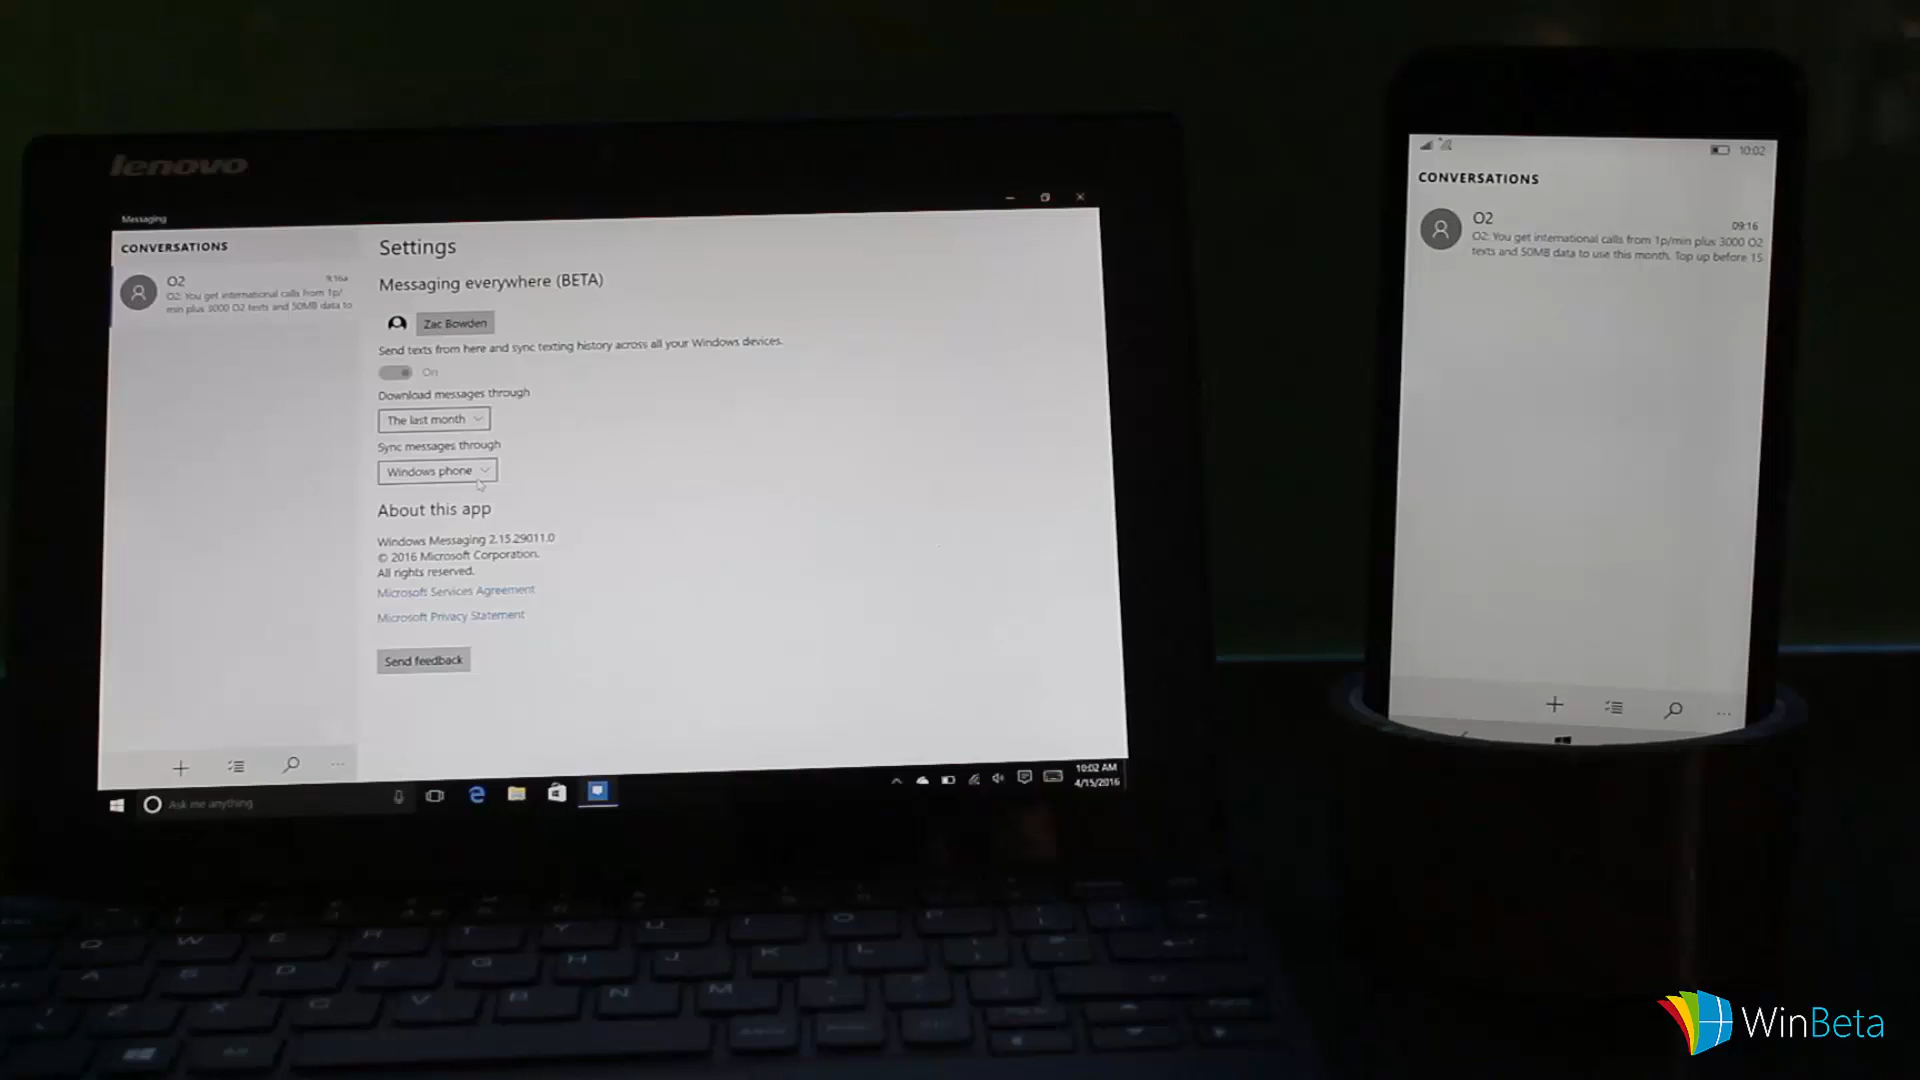 lenovo
Messaging
CONVERSATIONS
O2
9:16a
O2: You get international calls from 1p/
min plus 3000 O2 texts and 50MB data to
Settings
Messaging everywhere (BETA)
Zac Bowden
Send texts from here and sync texting history across all your Windows devices.
On
Download messages through
The last month
Sync messages through
Windows phone
About this app
Windows Messaging 2.15.29011.0
© 2016 Microsoft Corporation.
All rights reserved.
Microsoft Services Agreement
Microsoft Privacy Statement
Send feedback
Ask me anything
10:02 AM
4/15/2016
10:02
CONVERSATIONS
O2
09:16
O2: You get international calls from 1p/min plus 3000 O2
texts and 50MB data to use this month. Top up before 15
Q W E R T Y U I O P
A S D F G H J K L
Z X C V B N M
WinBeta